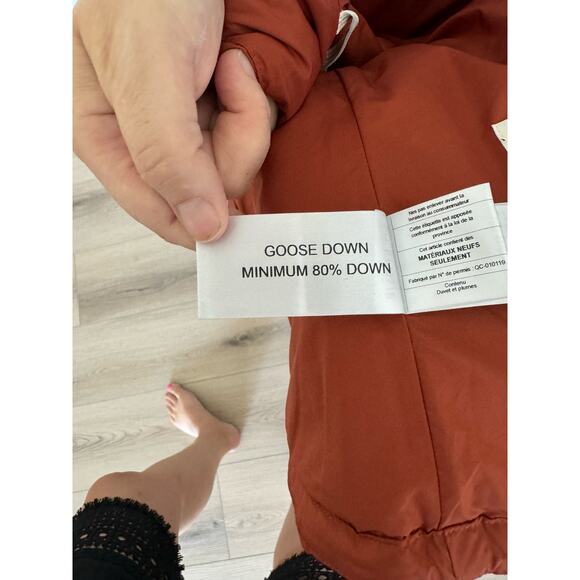 GOOSE DOWN
MINIMUM 80% DOWN
Ne pas enlever avant la
livraison au consommateur
Cette étiquette est apposée
conformément à la loi de la
province
Cet article contient des
MATÉRIAUX NEUFS
SEULEMENT
Fabriqué par N° de permis : QC-010119
Contenu
Duvet et plumes